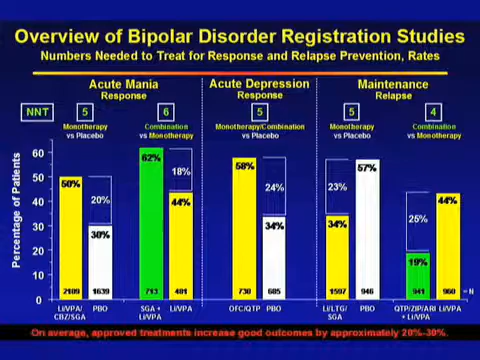 Overview of Bipolar Disorder Registration Studies
Numbers Needed to Treat for Response and Relapse Prevention, Rates
Acute Mania
Response
Acute Depression
Response
Maintenance
Relapse
NNT
5
6
5
5
4
Monotherapy
vs Placebo
Combination
vs Monotherapy
Monotherapy/Combination
vs Placebo
Monotherapy
vs Placebo
Combination
vs Monotherapy
Percentage of Patients
60
50
40
30
20
10
0
50%
20%
30%
62%
18%
44%
58%
24%
34%
23%
34%
57%
25%
19%
44%
2109
1639
713
401
730
605
1597
946
941
960
= N
Li/VPA/
CBZ/SGA
PBO
SGA +
Li/VPA
Li/VPA
OFC/QTP
PBO
Li/LTG/
SGA
PBO
QTP/ZIP/ARI
+ Li/VPA
Li/VPA
On average, approved treatments increase good outcomes by approximately 20%-30%.